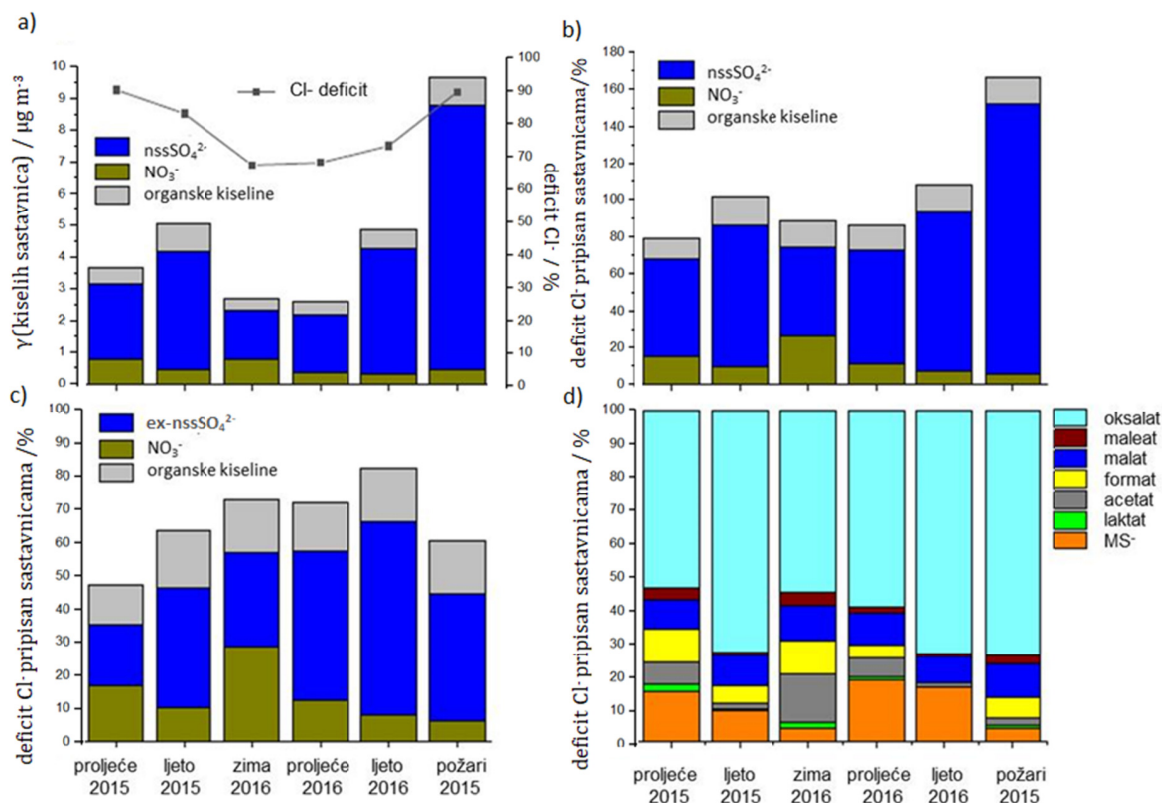 a)
γ(kiselih sastavnica) / µg m⁻³
10
9
8
7
6
5
4
3
2
1
0
Cl- deficit
nssSO₄²⁻
NO₃⁻
organske kiseline
100
90
80
70
60
50
40
30
20
10
0
deficit Cl⁻ / %
b)
deficit Cl⁻ pripisan sastavnicama/%
180
160
140
120
100
80
60
40
20
0
nssSO₄²⁻
NO₃⁻
organske kiseline
c)
deficit Cl⁻ pripisan sastavnicama /%
100
90
80
70
60
50
40
30
20
10
0
ex-nssSO₄²⁻
NO₃⁻
organske kiseline
proljeće
2015
ljeto
2015
zima
2016
proljeće
2016
ljeto
2016
požari
2015
d)
deficit Cl⁻ pripisan sastavnicama / %
100
90
80
70
60
50
40
30
20
10
0
oksalat
maleat
malat
format
acetat
laktat
MS⁻
proljeće
2015
ljeto
2015
zima
2016
proljeće
2016
ljeto
2016
požari
2015